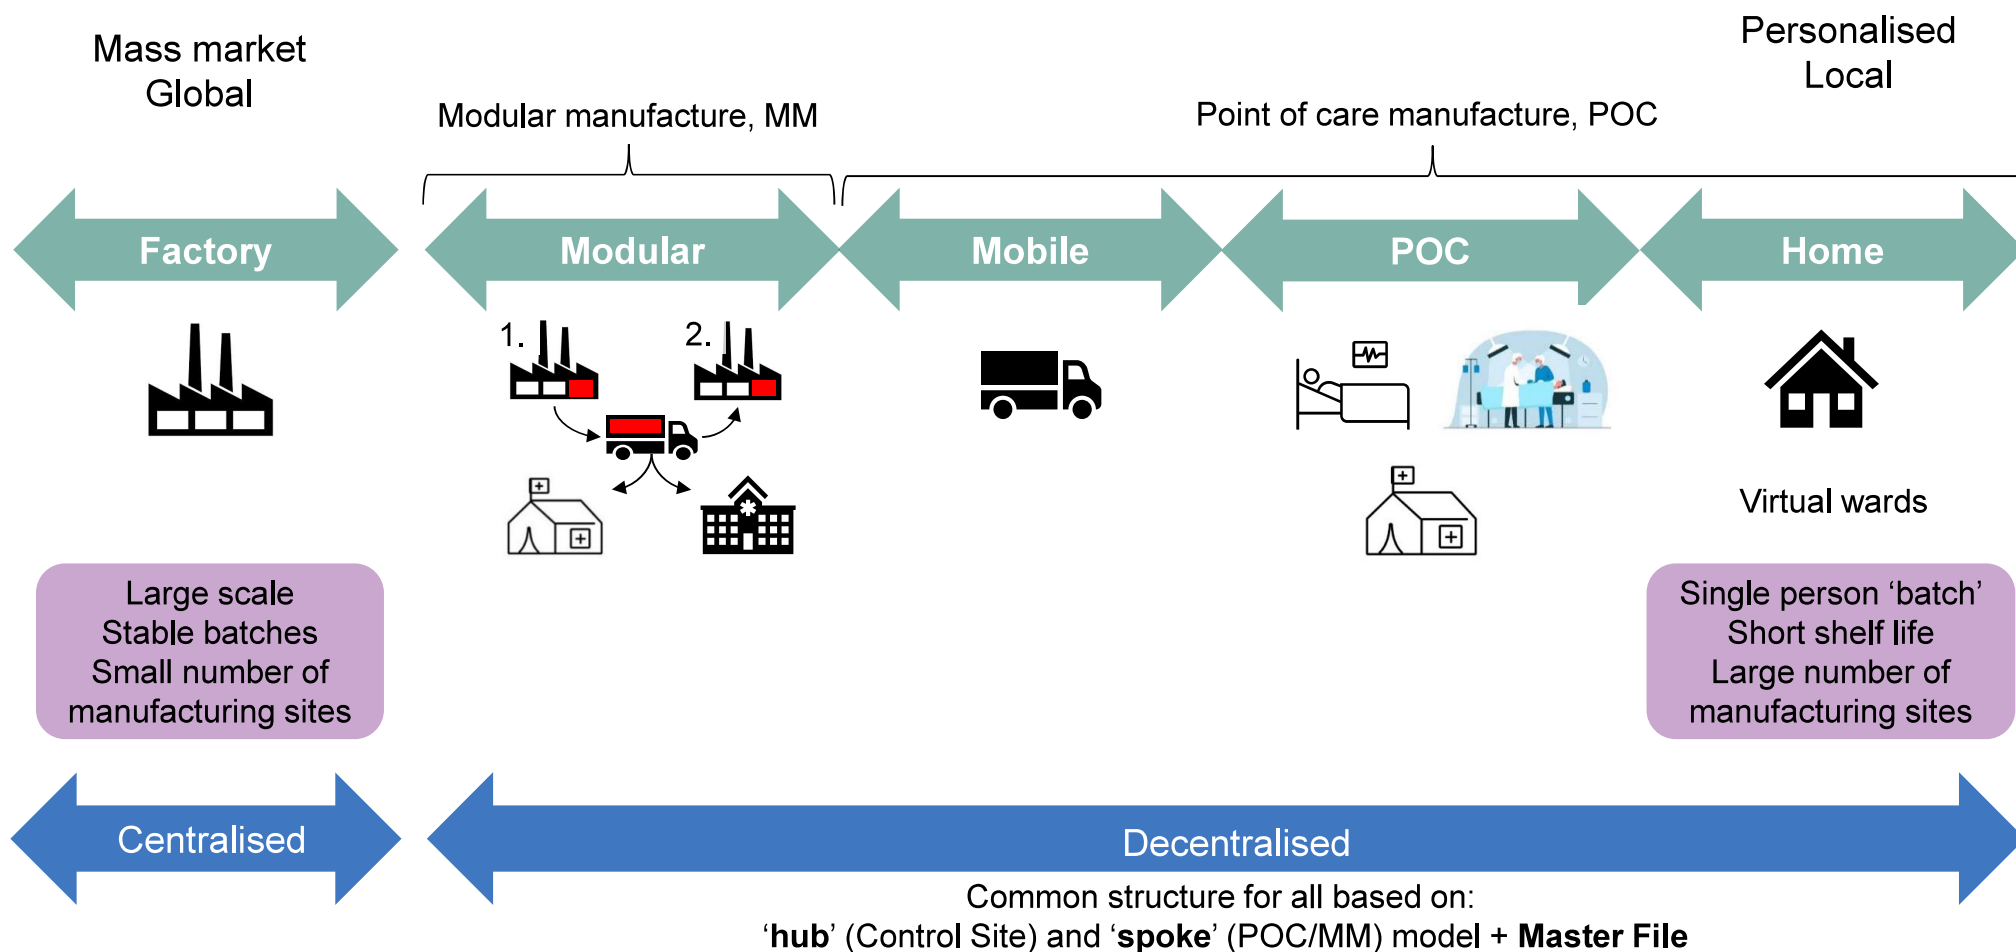 Mass market
Global
Personalised
Local
Modular manufacture, MM
Point of care manufacture, POC
Factory
Modular
Mobile
POC
Home
1.
2.
Virtual wards
Large scale
Stable batches
Small number of
manufacturing sites
Single person ‘batch’
Short shelf life
Large number of
manufacturing sites
Centralised
Decentralised
Common structure for all based on:
‘hub’ (Control Site) and ‘spoke’ (POC/MM) model + Master File